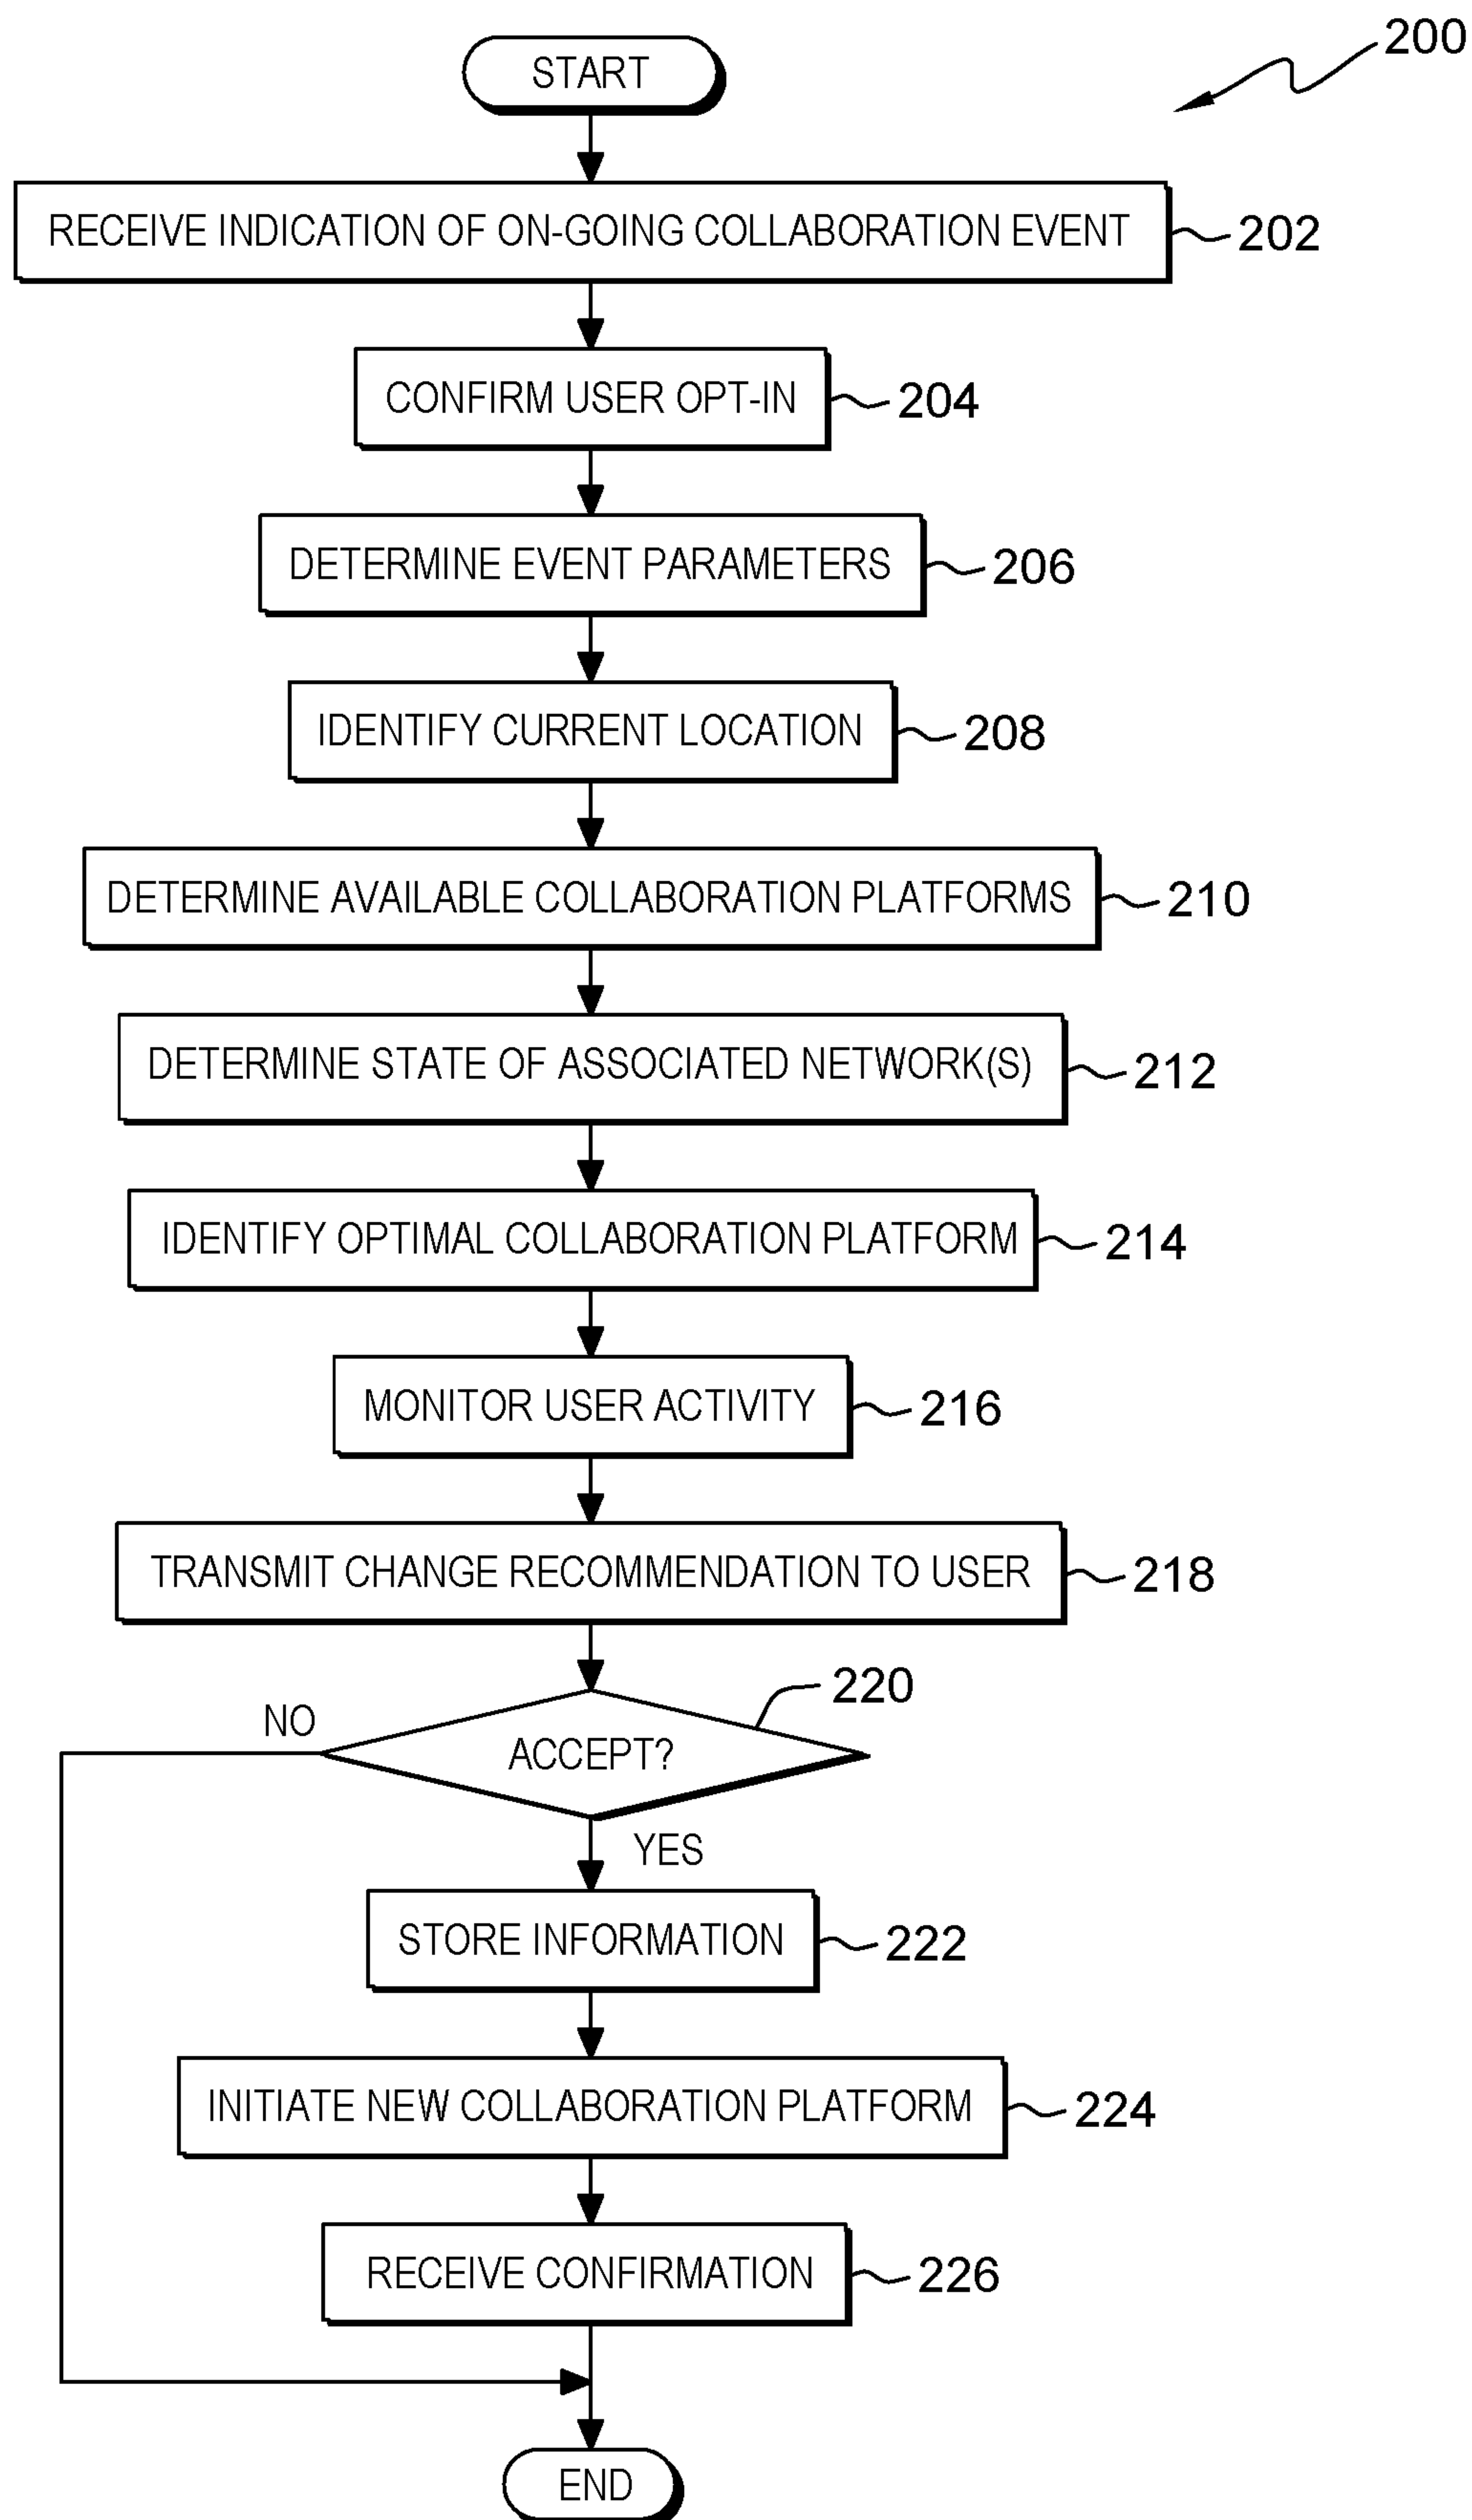 200
START
RECEIVE INDICATION OF ON-GOING COLLABORATION EVENT
202
CONFIRM USER OPT-IN
204
DETERMINE EVENT PARAMETERS
206
IDENTIFY CURRENT LOCATION
208
DETERMINE AVAILABLE COLLABORATION PLATFORMS
210
DETERMINE STATE OF ASSOCIATED NETWORK(S)
212
IDENTIFY OPTIMAL COLLABORATION PLATFORM
214
MONITOR USER ACTIVITY
216
TRANSMIT CHANGE RECOMMENDATION TO USER
218
220
NO
ACCEPT?
YES
STORE INFORMATION
222
INITIATE NEW COLLABORATION PLATFORM
224
RECEIVE CONFIRMATION
226
END